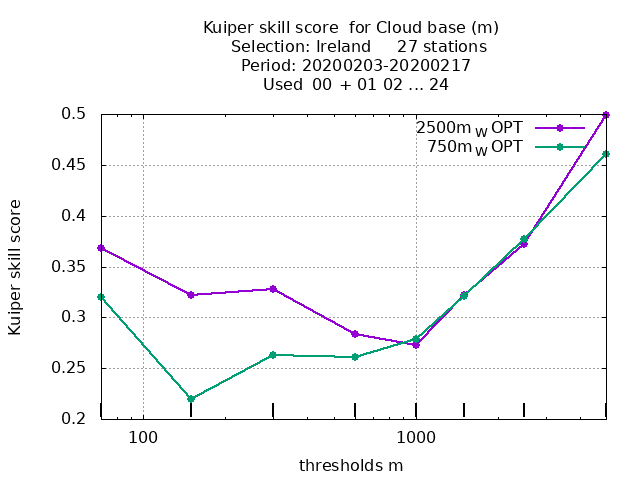 Kuiper skill score  for Cloud base (m)
Selection: Ireland     27 stations
Period: 20200203-20200217
Used  00 + 01 02 ... 24
2500m W OPT
750m W OPT
Kuiper skill score
0.5
0.45
0.4
0.35
0.3
0.25
0.2
100 1000
thresholds m